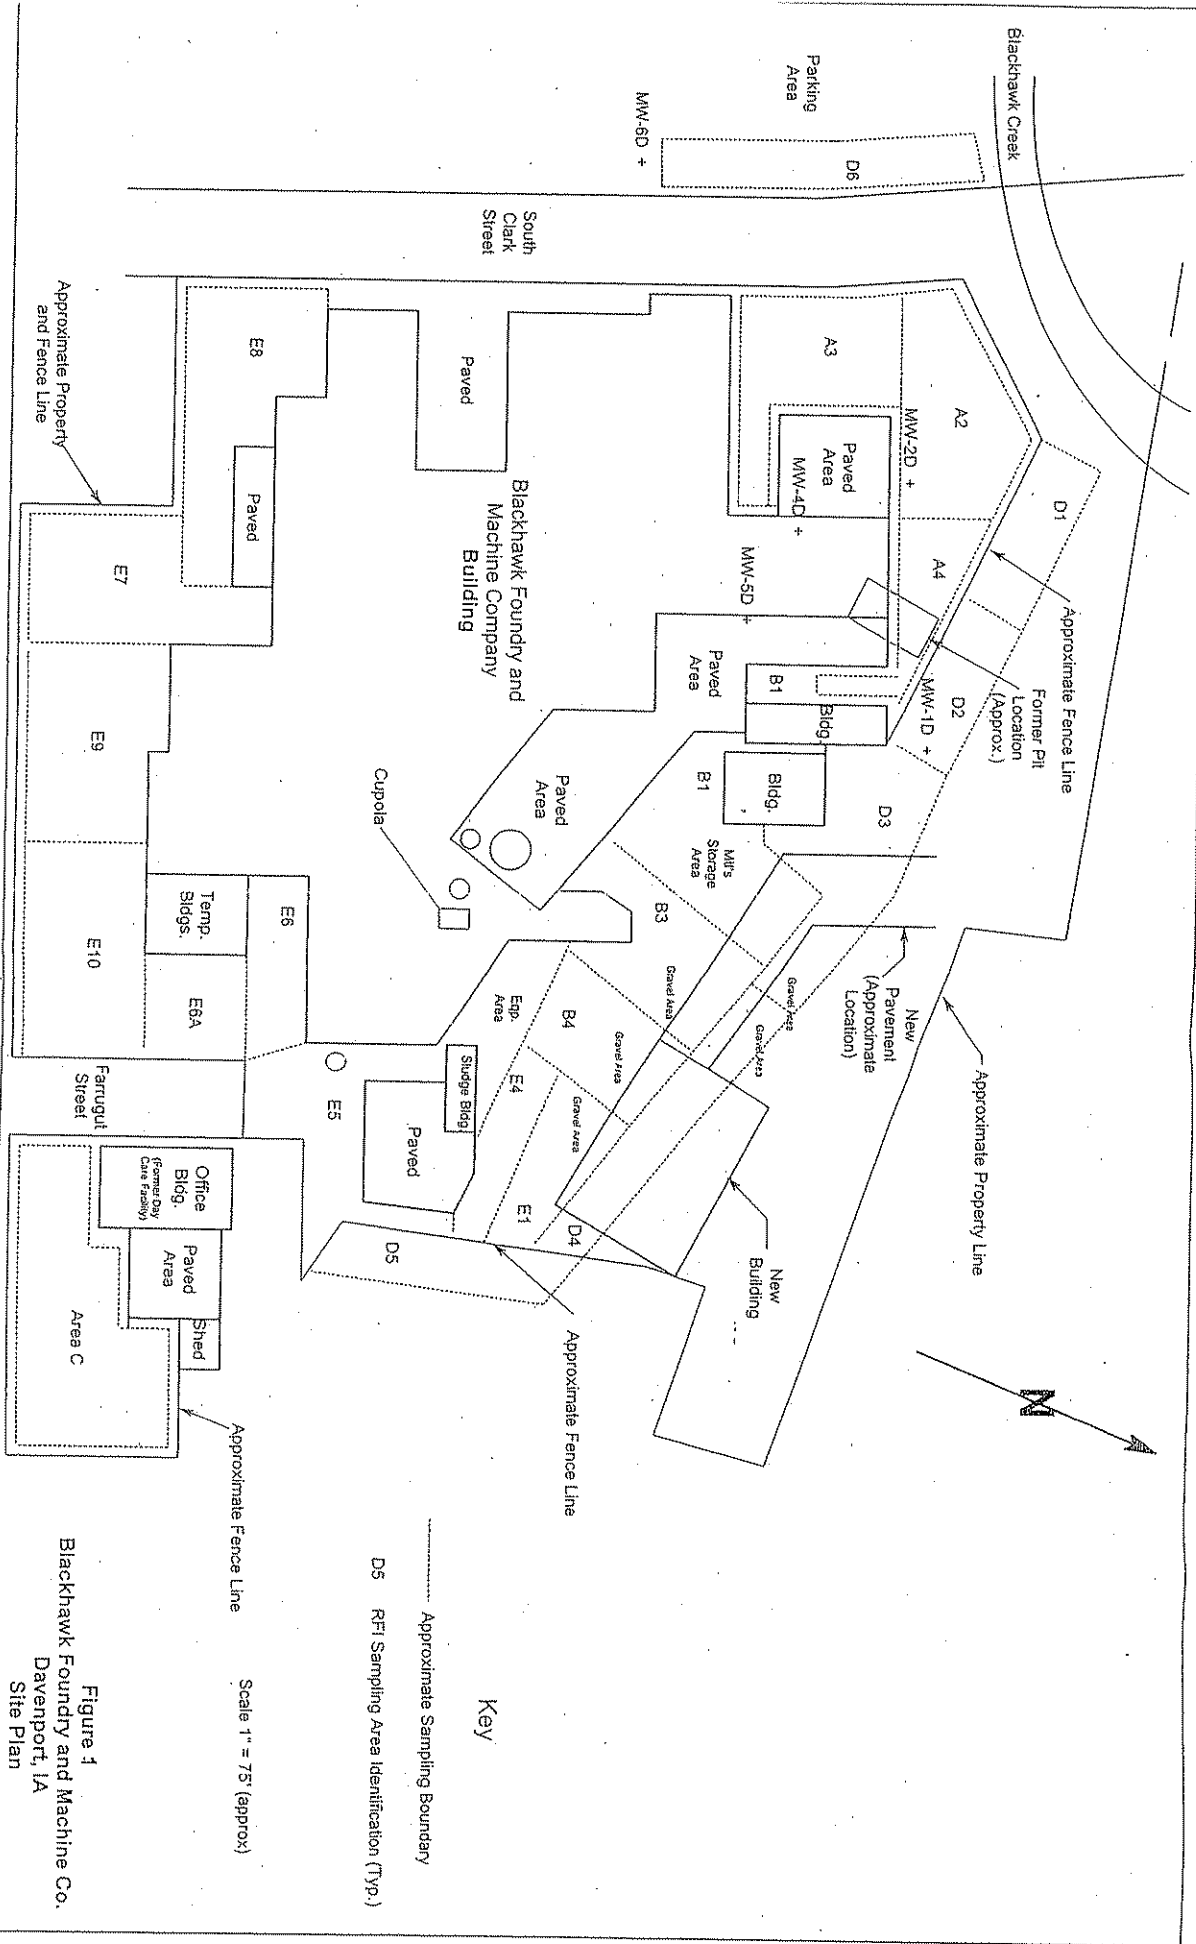 Blackhawk Creek
Parking
Area
MW-6D +
D6
South
Clark
Street
Approximate Property
and Fence Line
E8
Paved
Paved
A3
A2
MW-2D +
Paved
Area
MW-4D +
D1
A4
Approximate Fence Line
Former Pit
Location
(Approx.)
MW-5D +
E7
Blackhawk Foundry and
Machine Company
Building
Paved
Area
B1
Bldg.
MW-1D +
D2
D3
B1
Bldg.
Mtl's
Storage
Area
Paved
Area
Cupola
E9
E10
Temp.
Bldgs.
E6
E6A
B3
Gravel Area
Gravel Area
Gravel Area
Gravel Area
Gravel Area
New
Pavement
(Approximate
Location)
Approximate Property Line
Eqp.
Area
B4
E4
Sludge Bldg
Paved
E5
Farrugut
Street
E1
D4
D5
New
Building
Approximate Fence Line
Office
Bldg.
(Former Day
Care Facility)
Paved
Area
Shed
Area C
Approximate Fence Line
N
Key
Approximate Sampling Boundary
D5 RFI Sampling Area Identification (Typ.)
Scale 1" = 75' (approx)
Figure 1
Blackhawk Foundry and Machine Co.
Davenport, IA
Site Plan